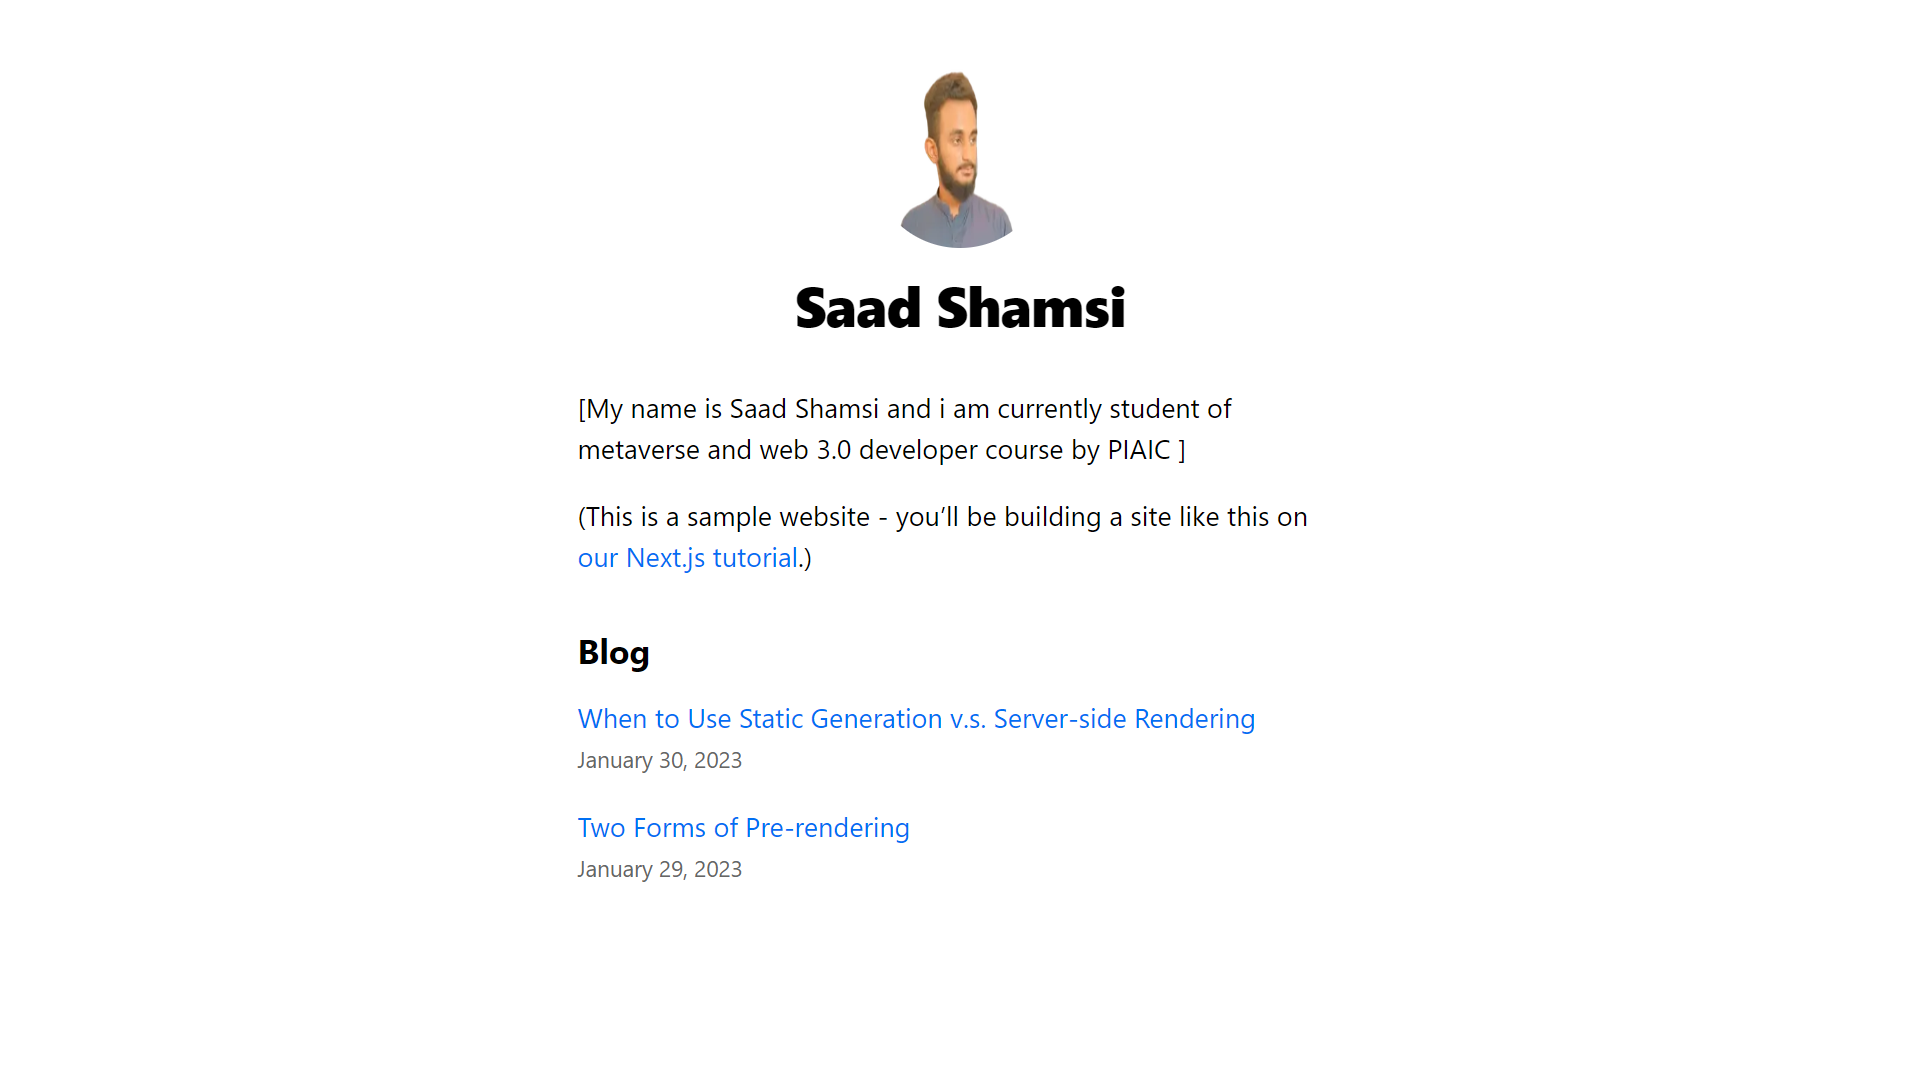 Saad Shamsi
[My name is Saad Shamsi and i am currently student of
metaverse and web 3.0 developer course by PIAIC ]
(This is a sample website - you’ll be building a site like this on
our Next.js tutorial.)
Blog
When to Use Static Generation v.s. Server-side Rendering
January 30, 2023
Two Forms of Pre-rendering
January 29, 2023